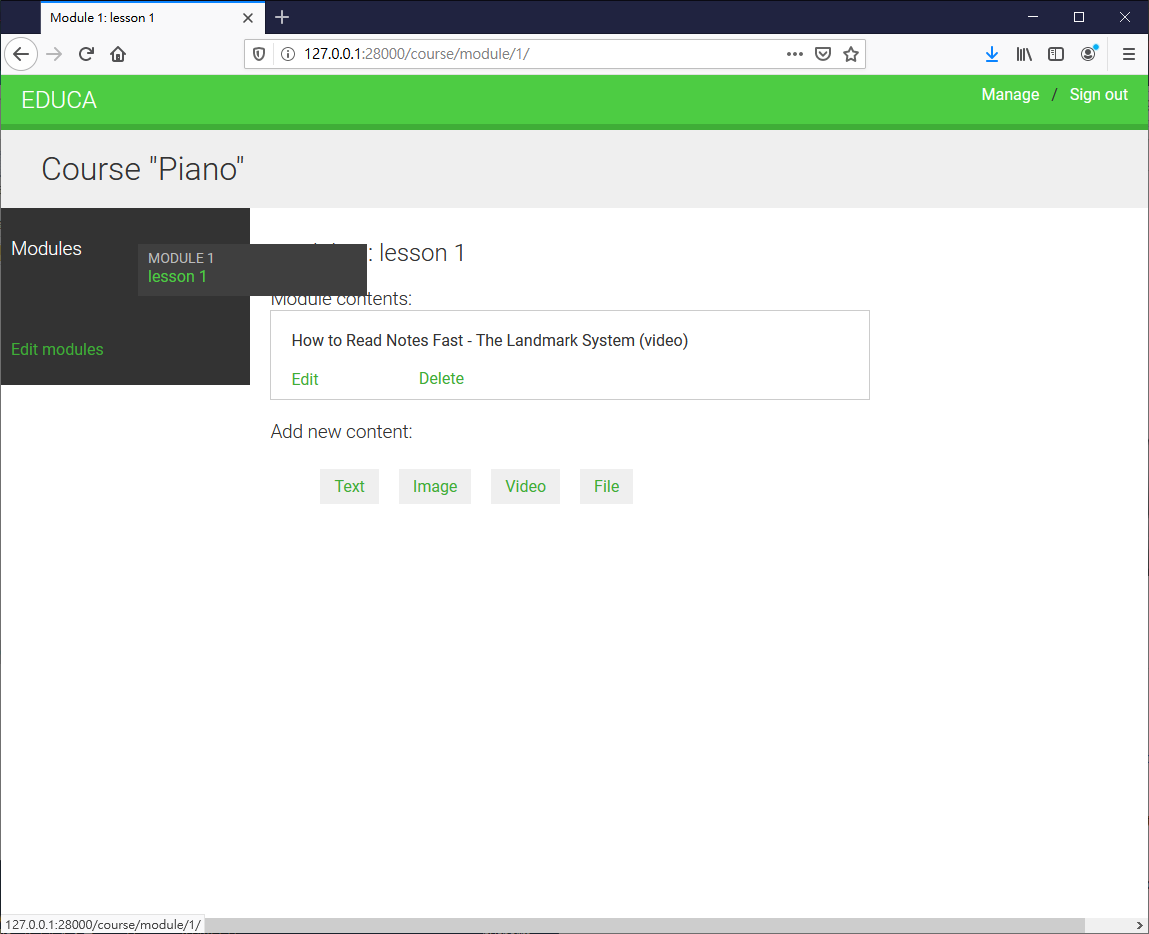 Module 1: lesson 1
127.0.0.1:28000/course/module/1/
EDUCA
Manage / Sign out
Course "Piano"
Modules
MODULE 1
lesson 1
Edit modules
: lesson 1
Module contents:
How to Read Notes Fast - The Landmark System (video)
Edit Delete
Add new content:
Text Image Video File
127.0.0.1:28000/course/module/1/